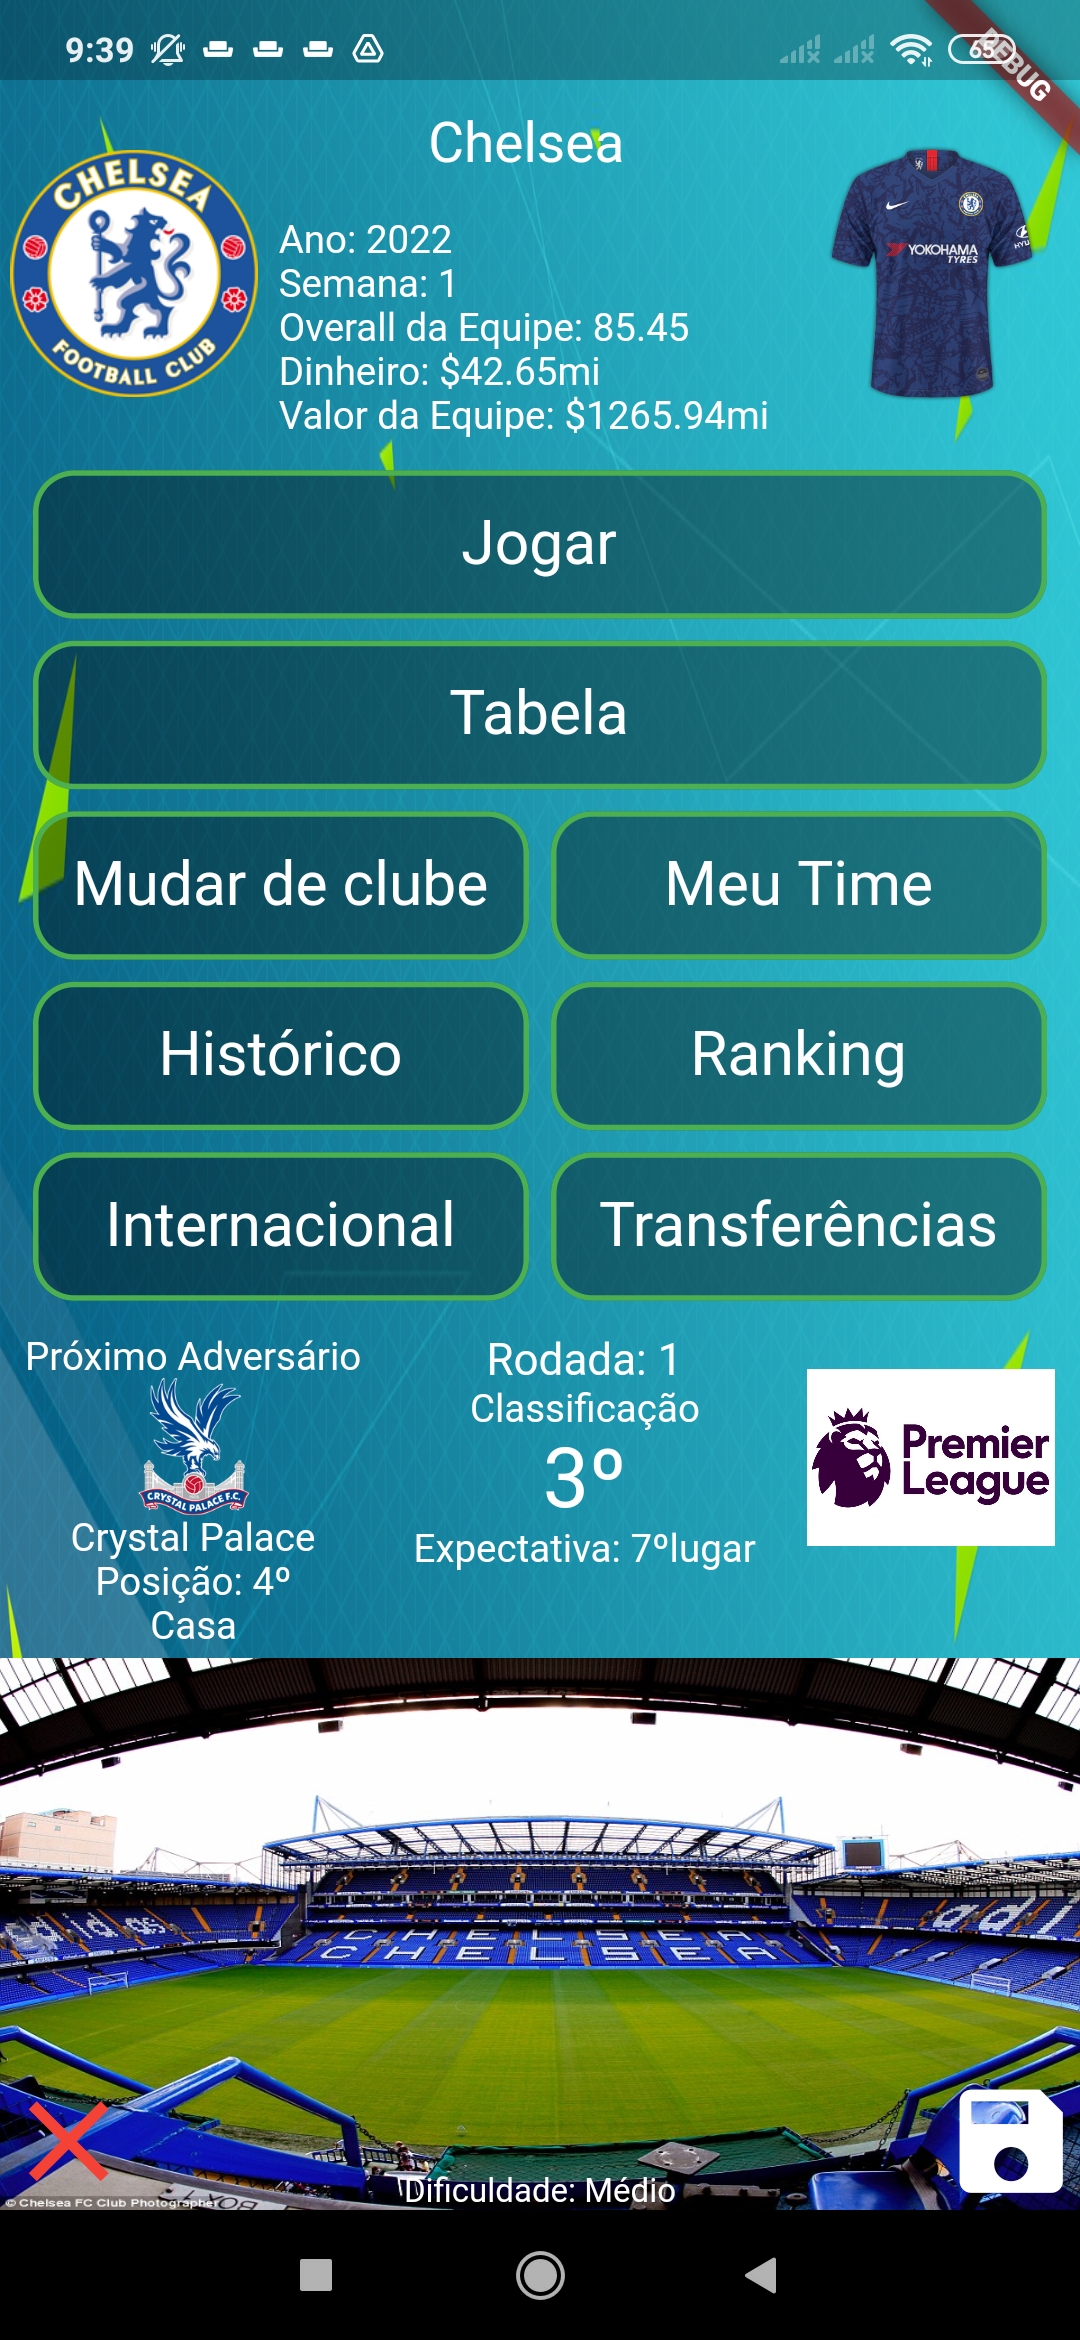 9:39
65
DEBUG
Chelsea
CHELSEA
FOOTBALL CLUB
YOKOHAMA
TYRES
Ano: 2022
Semana: 1
Overall da Equipe: 85.45
Dinheiro: $42.65mi
Valor da Equipe: $1265.94mi
Jogar
Tabela
Mudar de clube
Meu Time
Histórico
Ranking
Internacional
Transferências
Próximo Adversário
CRYSTAL PALACE F.C.
Crystal Palace
Posição: 4º
Casa
Rodada: 1
Classificação
3º
Expectativa: 7ºlugar
Premier
League
CHELSEA
CHELSEA
Dificuldade: Médio
© Chelsea FC Club Photographer